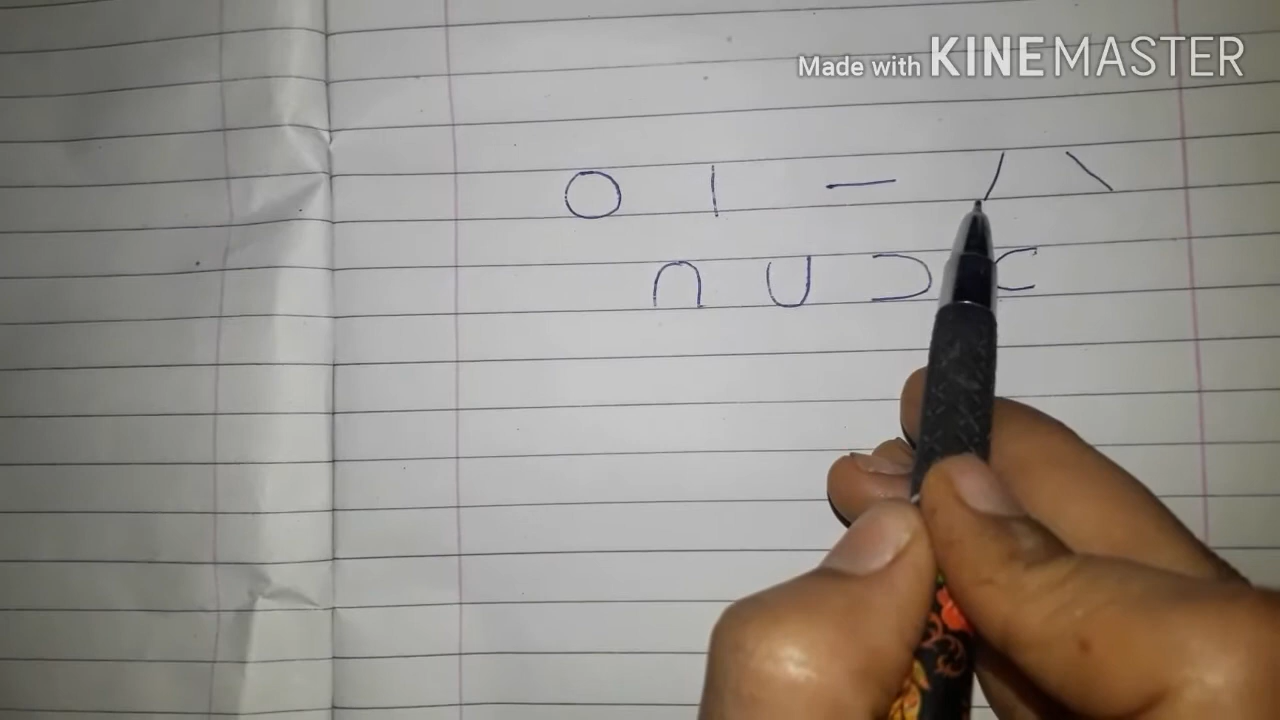 Made with KINEMASTER
O | — / \
∩ U ⊃ ⊂